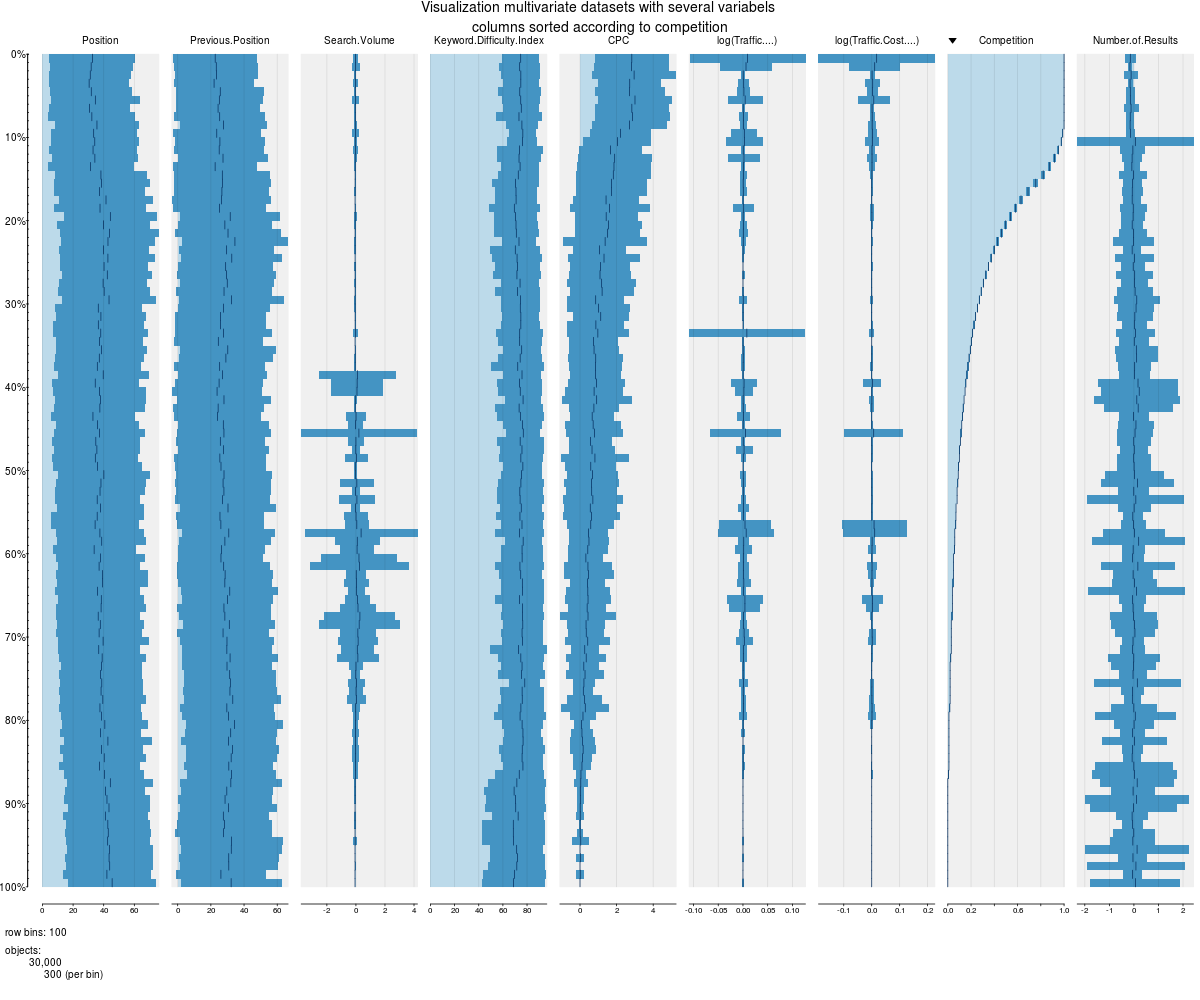 Visualization multivariate datasets with several variabels
columns sorted according to competition
Position Previous.Position Search.Volume Keyword.Difficulty.Index CPC log(Traffic....) log(Traffic.Cost....) Competition Number.of.Results
0%
10%
20%
30%
40%
50%
60%
70%
80%
90%
100%
0 20 40 60 0 20 40 60 -2 0 2 4 0 20 40 60 80 0 2 4 -0.10 -0.05 0.00 0.05 0.10 -0.1 0.0 0.1 0.2 0.0 0.2 0.6 1.0 -2 -1 0 1 2
row bins: 100
objects:
30,000
300 (per bin)